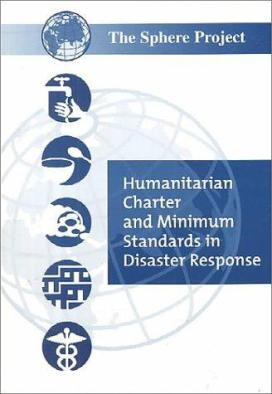 The Sphere Project
Humanitarian
Charter
and Minimum
Standards in
Disaster Response